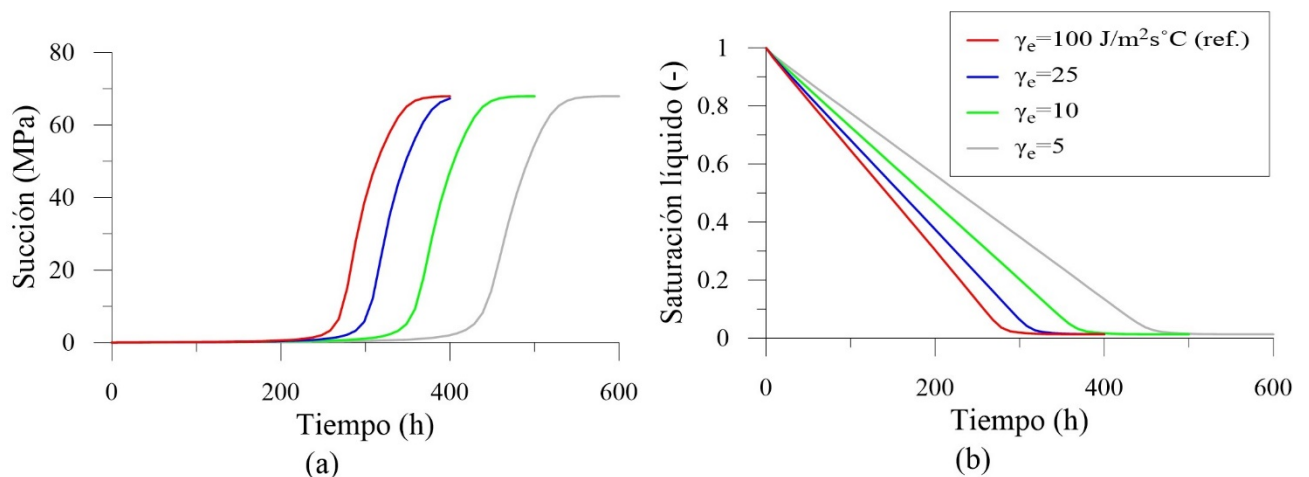 80
60
40
20
0
Succión (MPa)
0
200
400
600
Tiempo (h)
(a)
1
0.8
0.6
0.4
0.2
0
Saturación líquido (-)
0
200
400
600
Tiempo (h)
(b)
γₑ=100 J/m²s°C (ref.)
γₑ=25
γₑ=10
γₑ=5